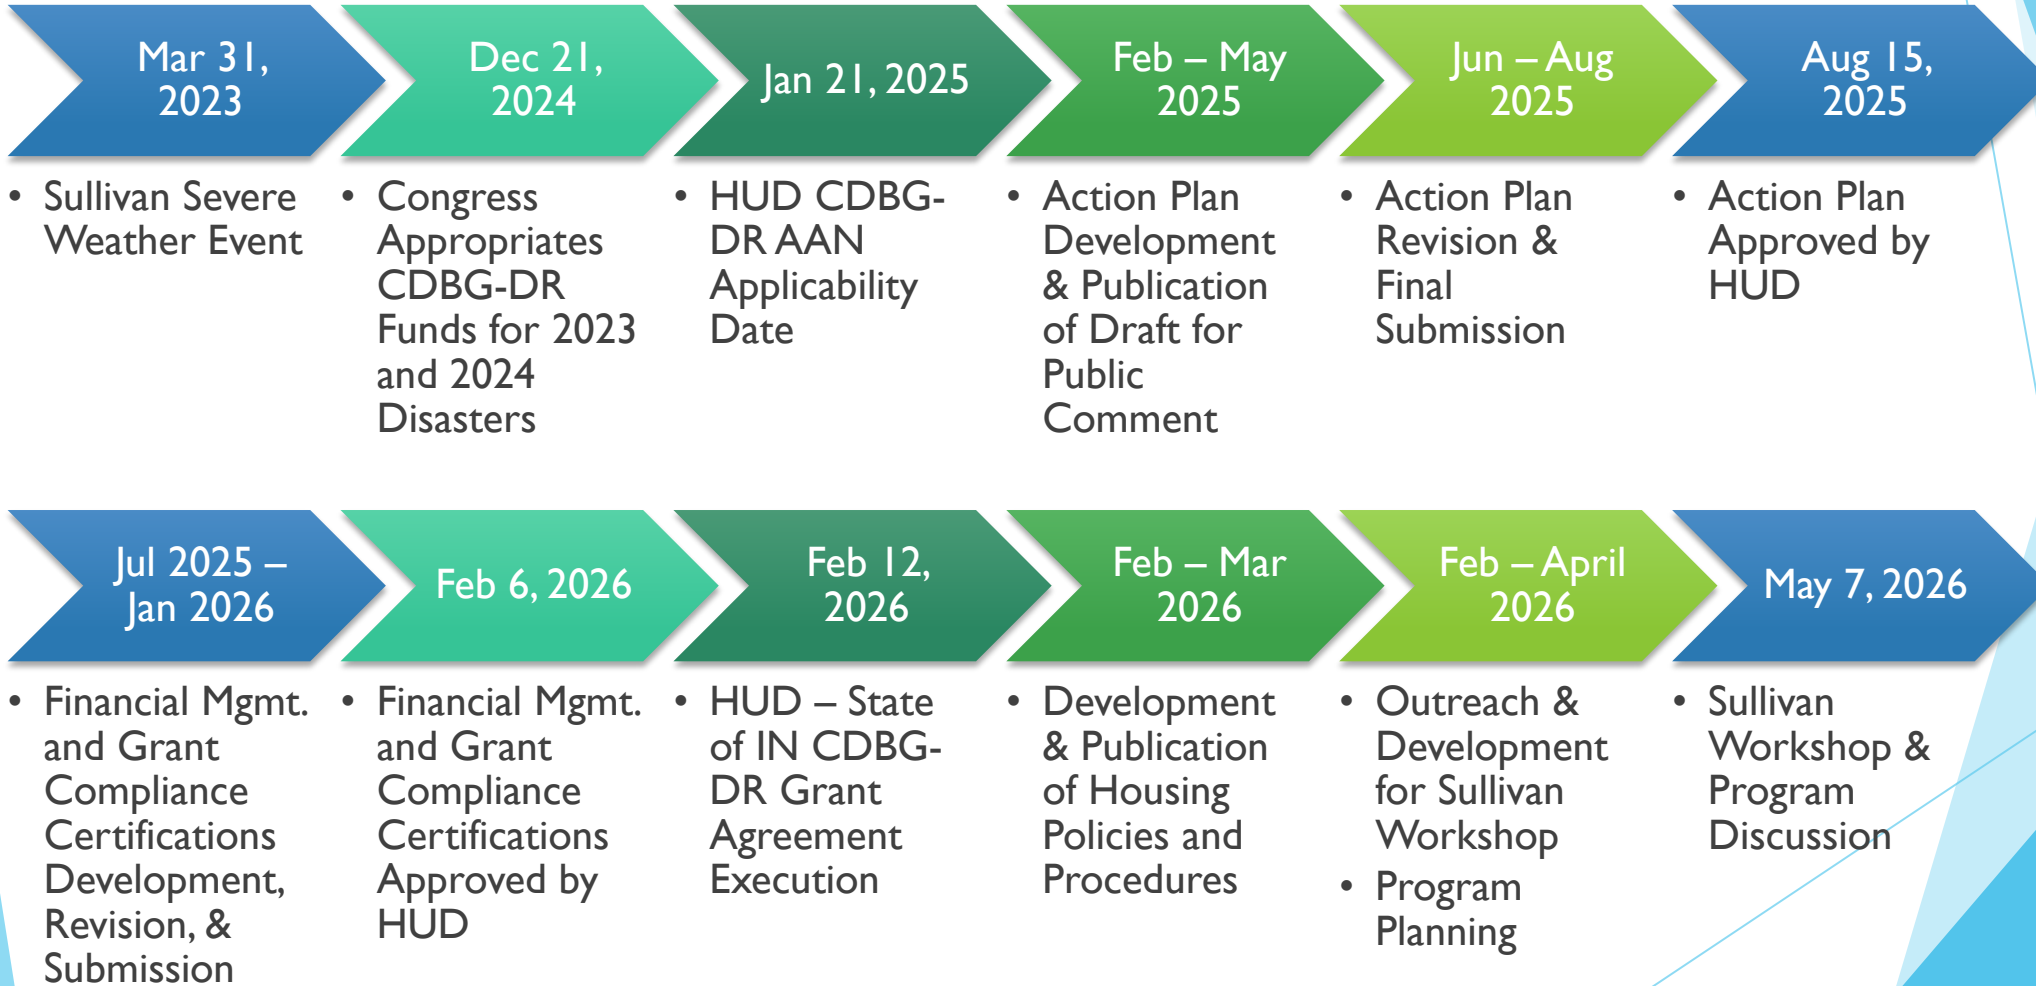 Mar 31,
2023
• Sullivan Severe
Weather Event
Dec 21,
2024
• Congress
Appropriates
CDBG-DR
Funds for 2023
and 2024
Disasters
Jan 21, 2025
• HUD CDBG-
DR AAN
Applicability
Date
Feb – May
2025
• Action Plan
Development
& Publication
of Draft for
Public
Comment
Jun – Aug
2025
• Action Plan
Revision &
Final
Submission
Aug 15,
2025
• Action Plan
Approved by
HUD
Jul 2025 –
Jan 2026
• Financial Mgmt.
and Grant
Compliance
Certifications
Development,
Revision, &
Submission
Feb 6, 2026
• Financial Mgmt.
and Grant
Compliance
Certifications
Approved by
HUD
Feb 12,
2026
• HUD – State
of IN CDBG-
DR Grant
Agreement
Execution
Feb – Mar
2026
• Development
& Publication
of Housing
Policies and
Procedures
Feb – April
2026
• Outreach &
Development
for Sullivan
Workshop
• Program
Planning
May 7, 2026
• Sullivan
Workshop &
Program
Discussion